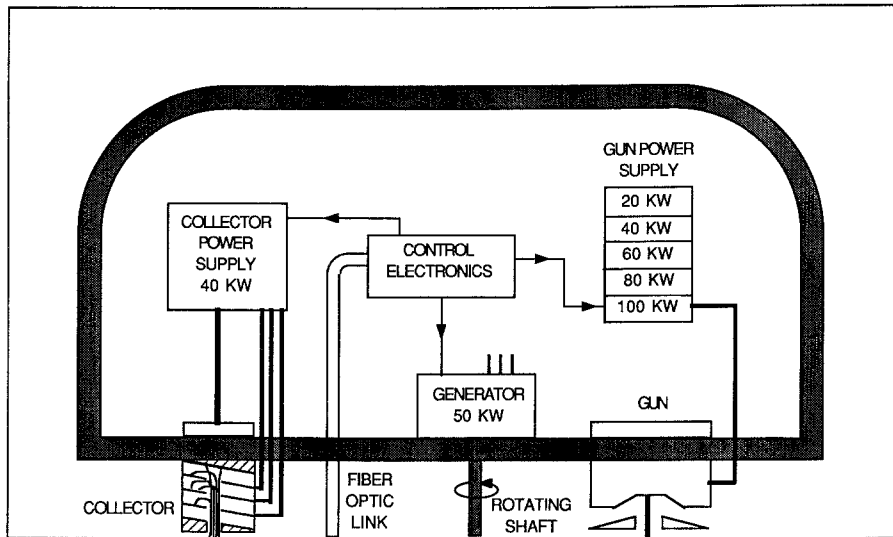 GUN POWER
SUPPLY
20 KW
40 KW
60 KW
80 KW
100 KW
COLLECTOR
POWER
SUPPLY
40 KW
CONTROL
ELECTRONICS
GENERATOR
50 KW
GUN
COLLECTOR
FIBER
OPTIC
LINK
ROTATING
SHAFT